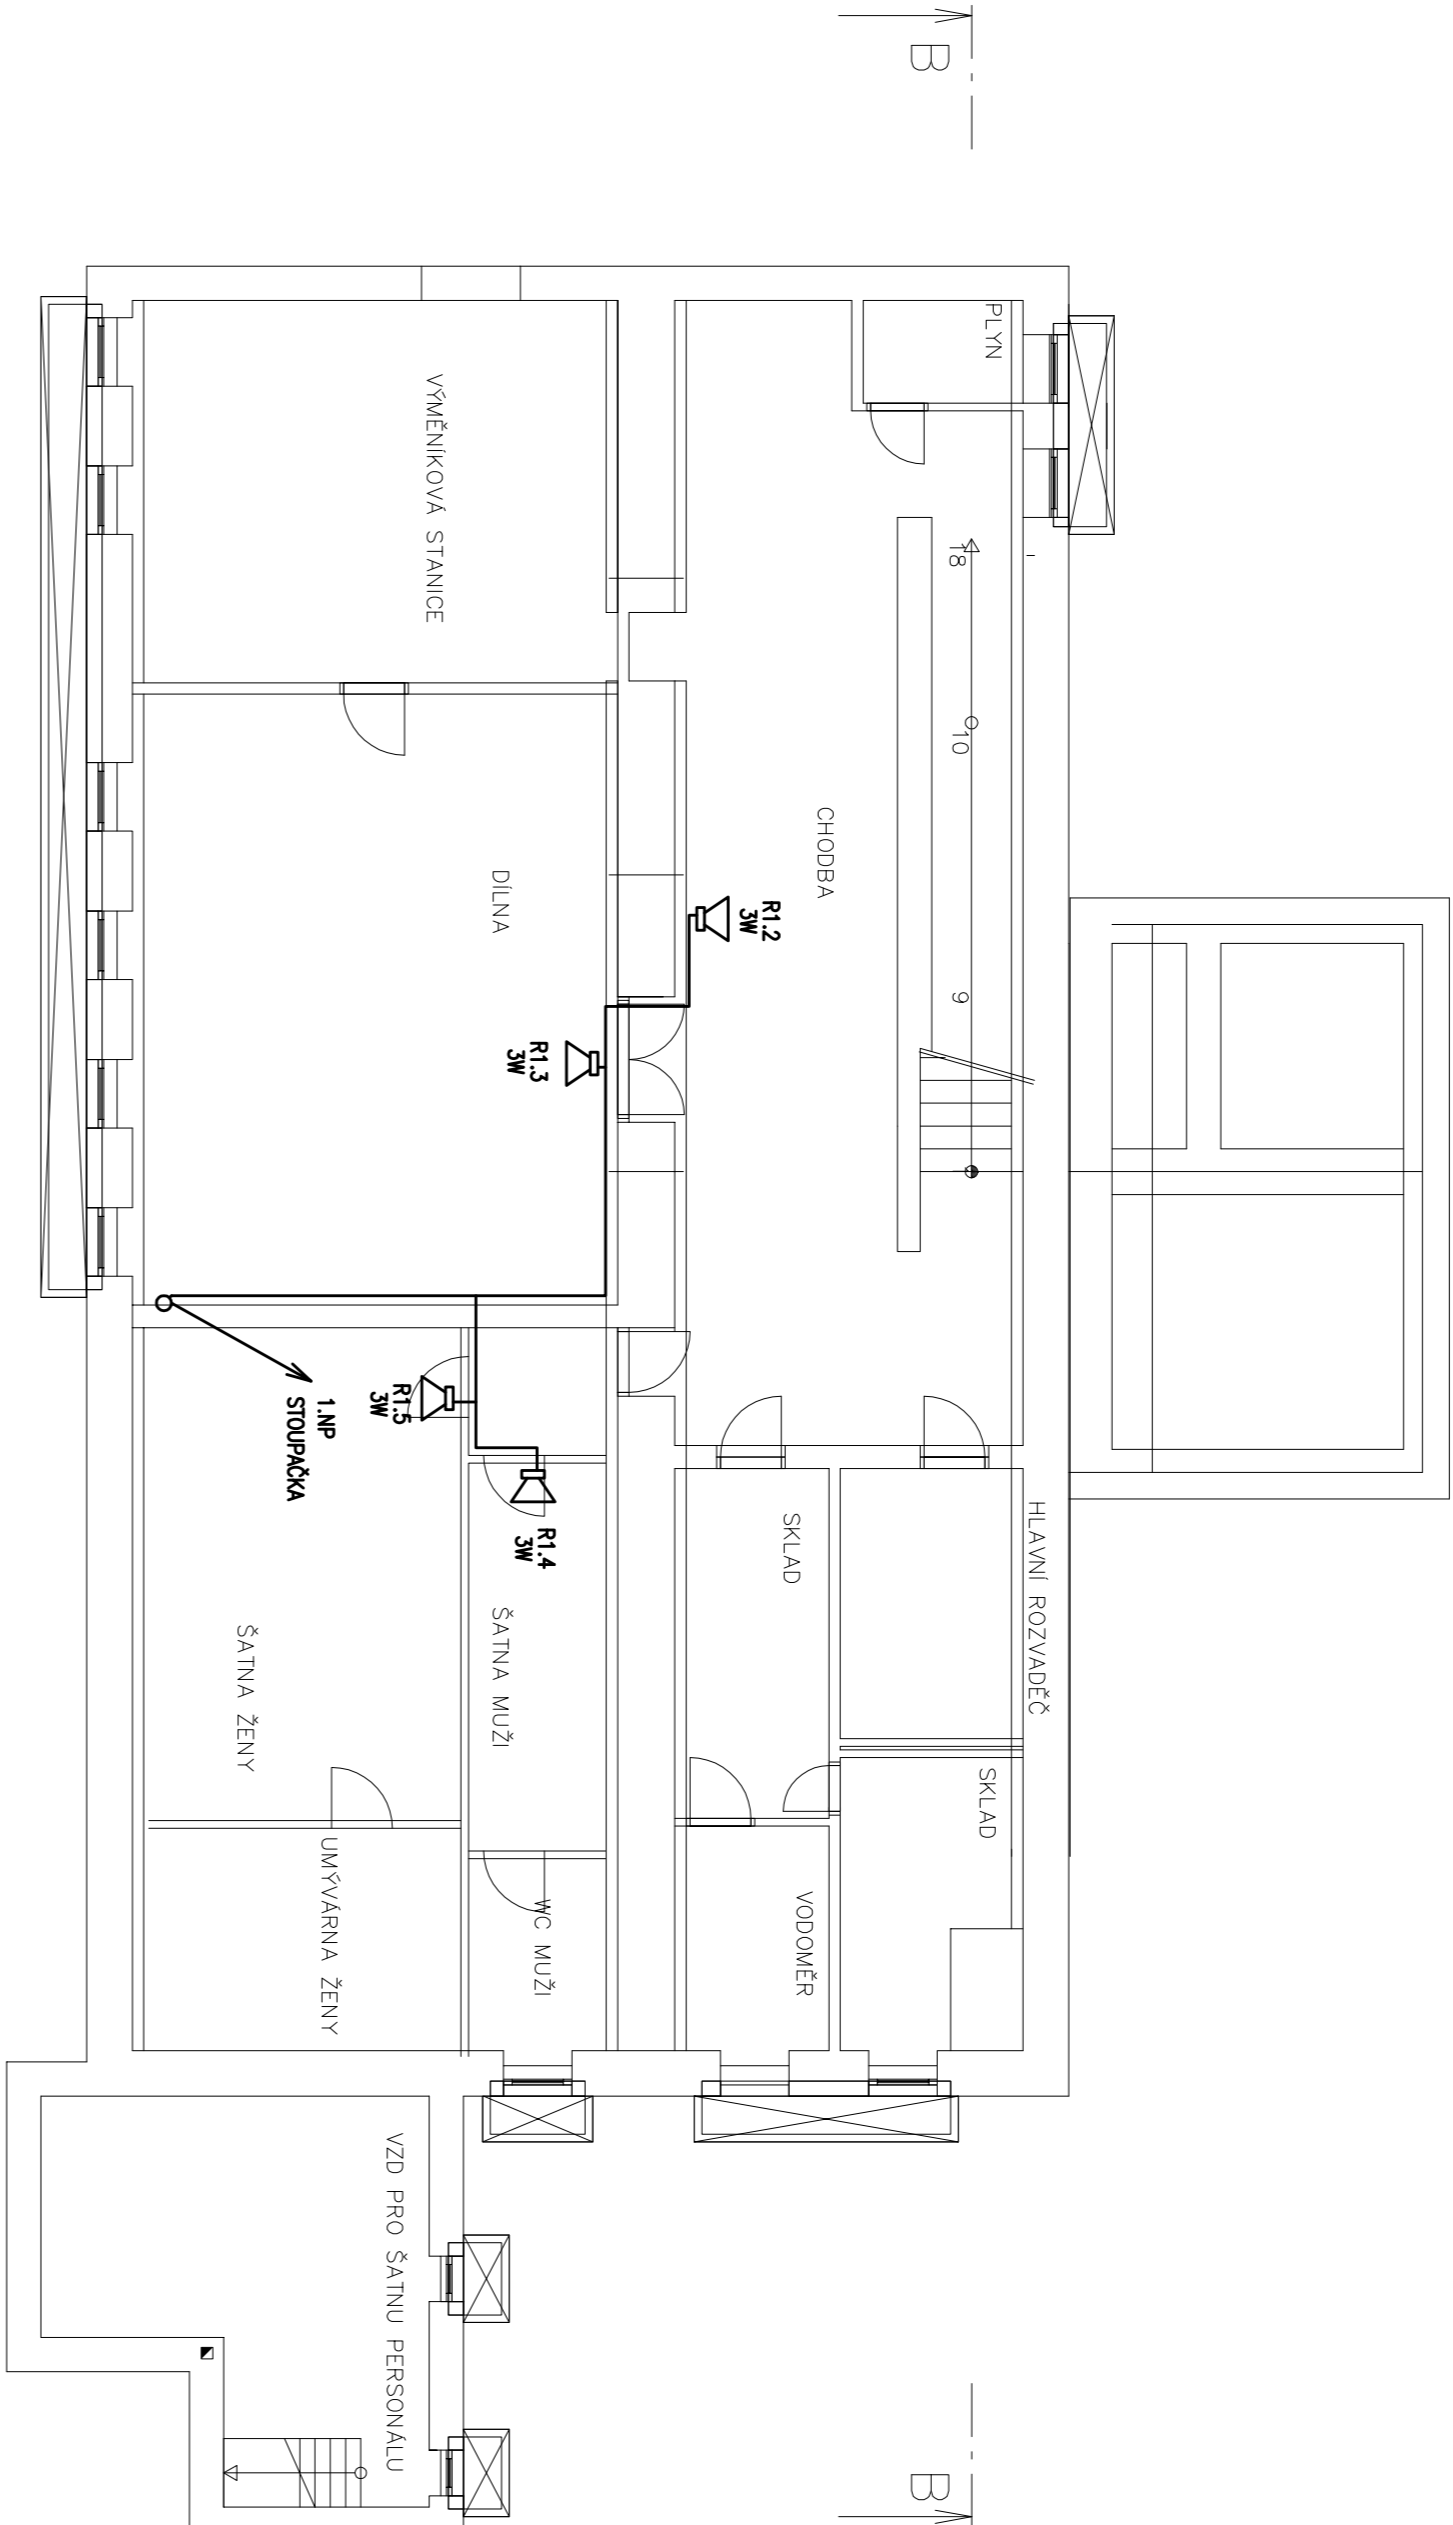 B
PLYN
VÝMĚNÍKOVÁ STANICE
18
10
9
1
CHODBA
DÍLNA
R1.2
3W
R1.3
3W
R1.5
3W
R1.4
3W
1.NP
STOUPAČKA
HLAVNÍ ROZVADĚČ
SKLAD
ŠATNA MUŽI
ŠATNA ŽENY
SKLAD
UMÝVÁRNA ŽENY
WC MUŽI
VODOMĚR
VZD PRO ŠATNU PERSONÁLU
B